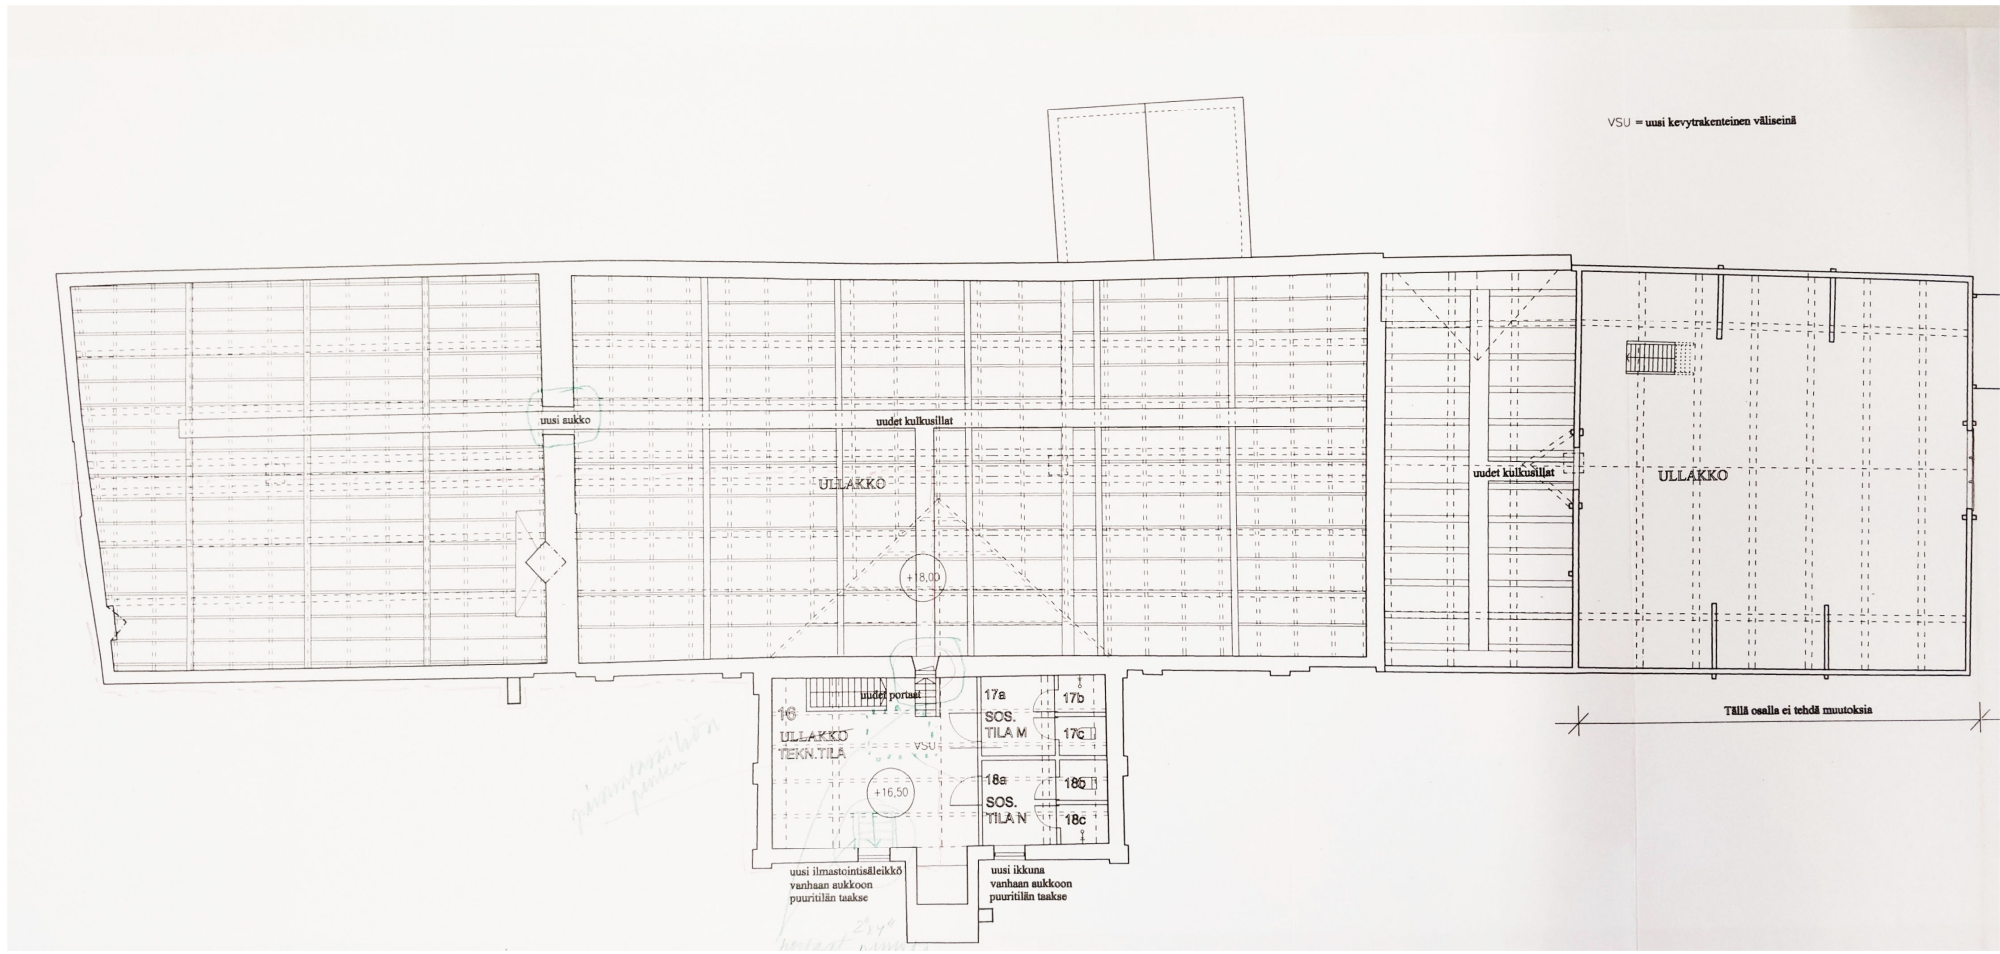 VSU = uusi kevytrakenteinen väliseinä
uusi aukko
uudet kulkusillat
ULLAKKO
uudet kulkusillat
ULLAKKO
+18,00
uudet portaat
16
ULLAKKO
TEKN.TILA
VSU
+16,50
17a
SOS.
TILA M
17b
17c
18a
SOS.
TILA N
18b
18c
Tällä osalla ei tehdä muutoksia
uusi ilmastointisäleikkö
vanhaan aukkoon
puuritilän taakse
uusi ikkuna
vanhaan aukkoon
puuritilän taakse